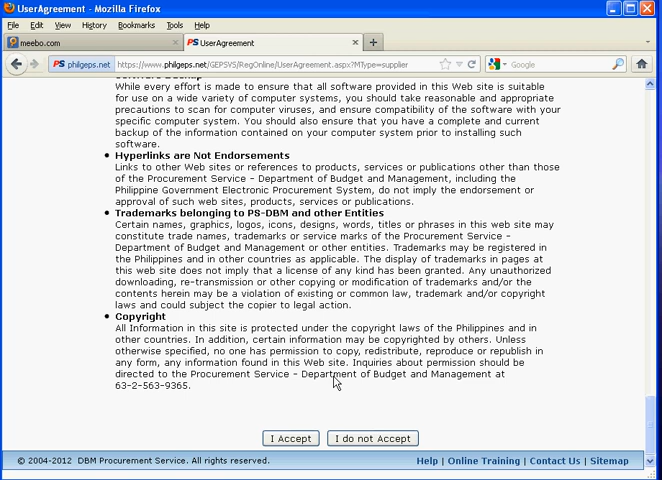 UserAgreement - Mozilla Firefox
File Edit View History Bookmarks Tools Help
meebo.com
PS UserAgreement
PS philgeps.net https://www.philgeps.net/GEPSYS/RegOnline/UserAgreement.aspx?MType=supplier Google
Software Backup
While every effort is made to ensure that all software provided in this Web site is suitable
for use on a wide variety of computer systems, you should take reasonable and appropriate
precautions to scan for computer viruses, and ensure compatibility of the software with your
specific computer system. You should also ensure that you have a complete and current
backup of the information contained on your computer system prior to installing such
software.
Hyperlinks are Not Endorsements
Links to other Web sites or references to products, services or publications other than those
of the Procurement Service - Department of Budget and Management, including the
Philippine Government Electronic Procurement System, do not imply the endorsement or
approval of such web sites, products, services or publications.
Trademarks belonging to PS-DBM and other Entities
Certain names, graphics, logos, icons, designs, words, titles or phrases in this web site may
constitute trade names, trademarks or service marks of the Procurement Service -
Department of Budget and Management or other entities. Trademarks may be registered in
the Philippines and in other countries as applicable. The display of trademarks in pages at
this web site does not imply that a license of any kind has been granted. Any unauthorized
downloading, re-transmission or other copying or modification of trademarks and/or the
contents herein may be a violation of existing or common law, trademark and/or copyright
laws and could subject the copier to legal action.
Copyright
All Information in this site is protected under the copyright laws of the Philippines and in
other countries. In addition, certain information may be copyrighted by others. Unless
otherwise specified, no one has permission to copy, redistribute, reproduce or republish in
any form, any information found in this Web site. Inquiries about permission should be
directed to the Procurement Service - Department of Budget and Management at
63-2-563-9365.
I Accept I do not Accept
© 2004-2012 DBM Procurement Service. All rights reserved. Help | Online Training | Contact Us | Sitemap